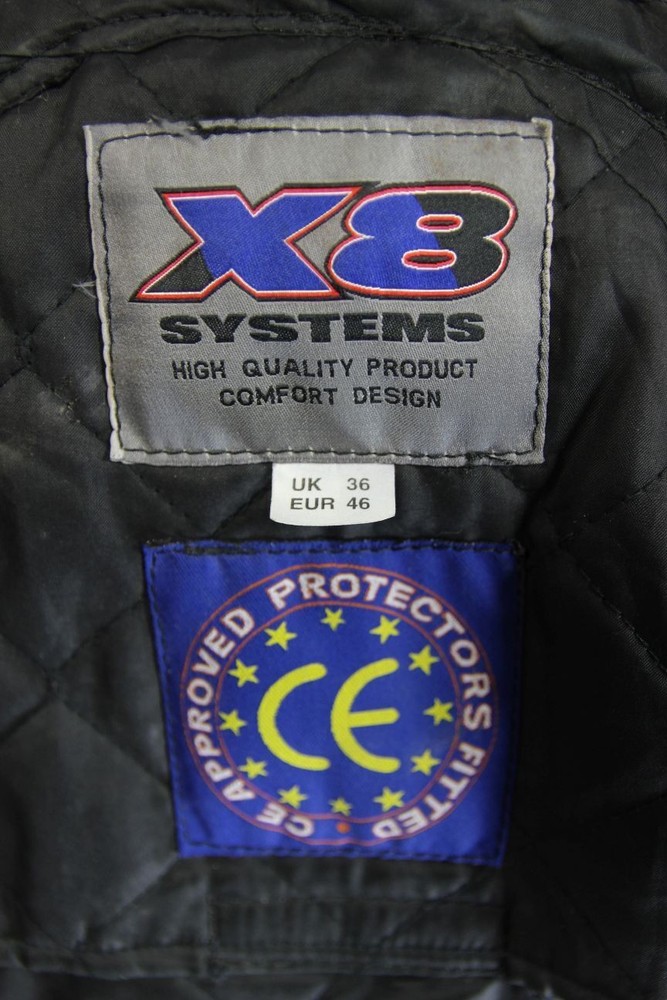 X8
SYSTEMS
HIGH QUALITY PRODUCT
COMFORT DESIGN
UK 36
EUR 46
CE APPROVED PROTECTORS FITTED •
CE